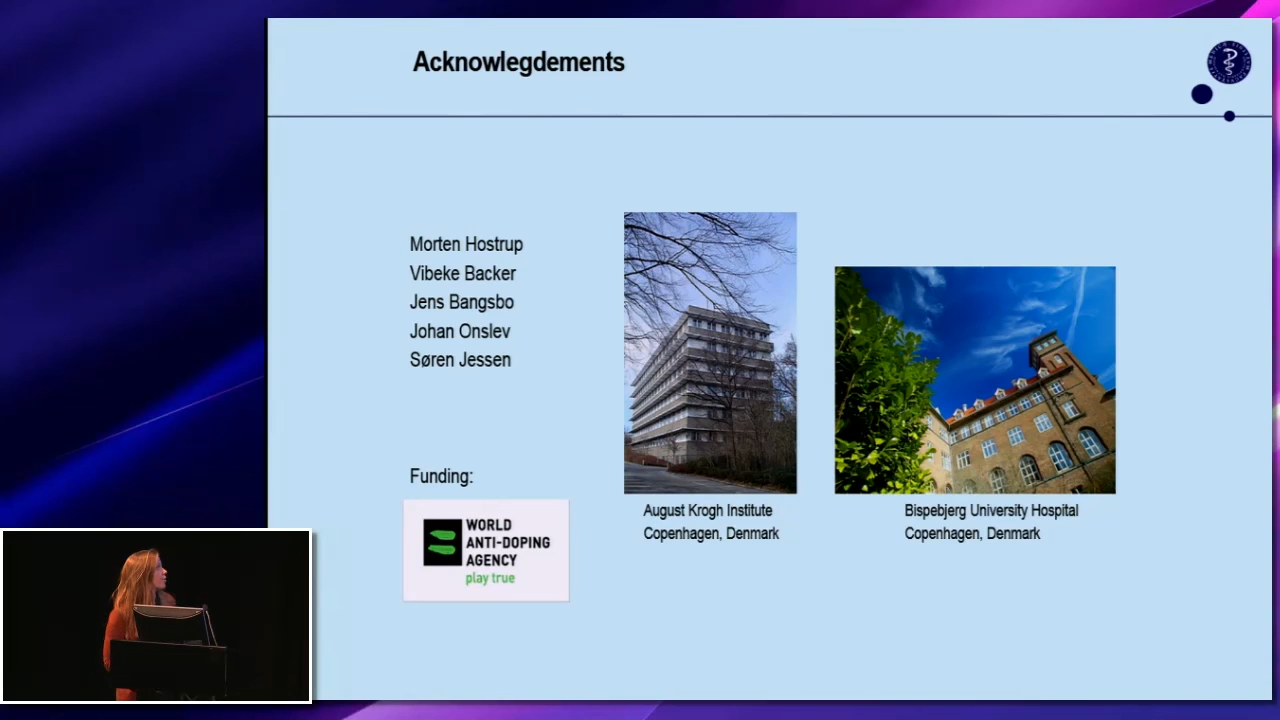 Acknowlegdements
Morten Hostrup
Vibeke Backer
Jens Bangsbo
Johan Onslev
Søren Jessen
Funding:
WORLD
ANTI-DOPING
AGENCY
play true
August Krogh Institute
Copenhagen, Denmark
Bispebjerg University Hospital
Copenhagen, Denmark